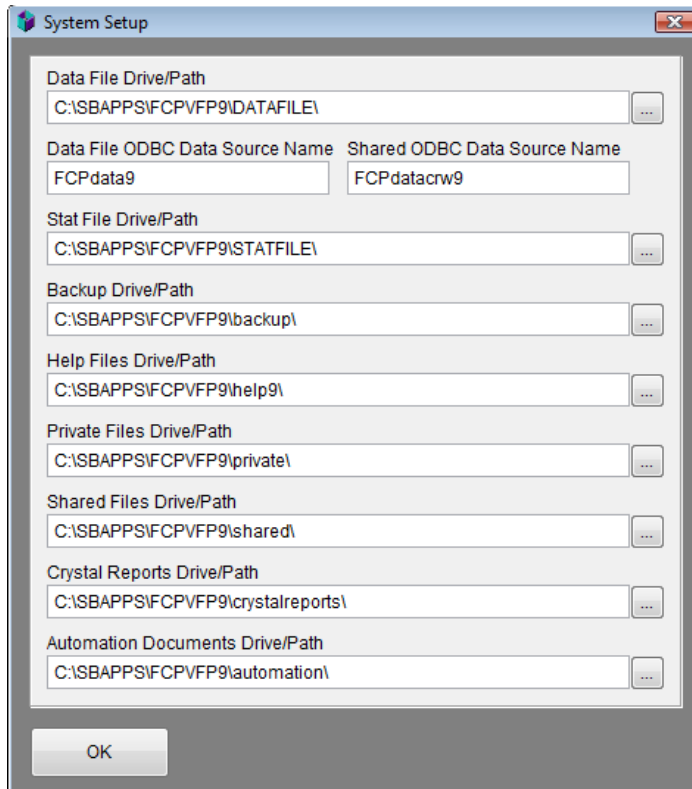 System Setup
Data File Drive/Path
C:\SBAPPS\FCPVFP9\DATAFILE\
...
Data File ODBC Data Source Name Shared ODBC Data Source Name
FCPdata9 FCPdatacrw9
Stat File Drive/Path
C:\SBAPPS\FCPVFP9\STATFILE\
...
Backup Drive/Path
C:\SBAPPS\FCPVFP9\backup\
...
Help Files Drive/Path
C:\SBAPPS\FCPVFP9\help9\
...
Private Files Drive/Path
C:\SBAPPS\FCPVFP9\private\
...
Shared Files Drive/Path
C:\SBAPPS\FCPVFP9\shared\
...
Crystal Reports Drive/Path
C:\SBAPPS\FCPVFP9\crystalreports\
...
Automation Documents Drive/Path
C:\SBAPPS\FCPVFP9\automation\
...
OK